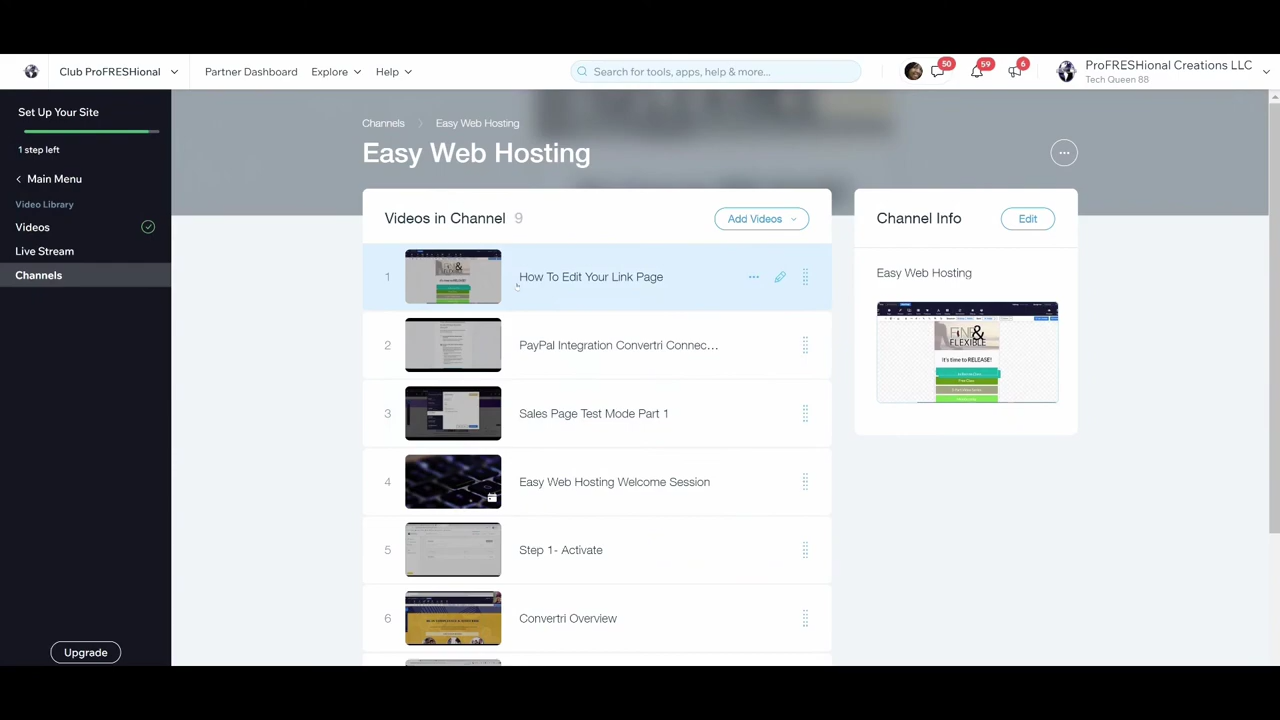 Club ProFRESHional
Partner Dashboard
Explore
Help
Search for tools, apps, help & more...
50
59
6
ProFRESHional Creations LLC
Tech Queen 88
Set Up Your Site
1 step left
Main Menu
Video Library
Videos
Live Stream
Channels
Upgrade
Channels
Easy Web Hosting
Easy Web Hosting
Videos in Channel 9
Add Videos
1
How To Edit Your Link Page
2
PayPal Integration Convertri Connec...
3
Sales Page Test Mode Part 1
4
Easy Web Hosting Welcome Session
5
Step 1- Activate
6
Convertri Overview
Channel Info
Edit
Easy Web Hosting
FLEXIBLE
It's time to RELEASE!
Free Class